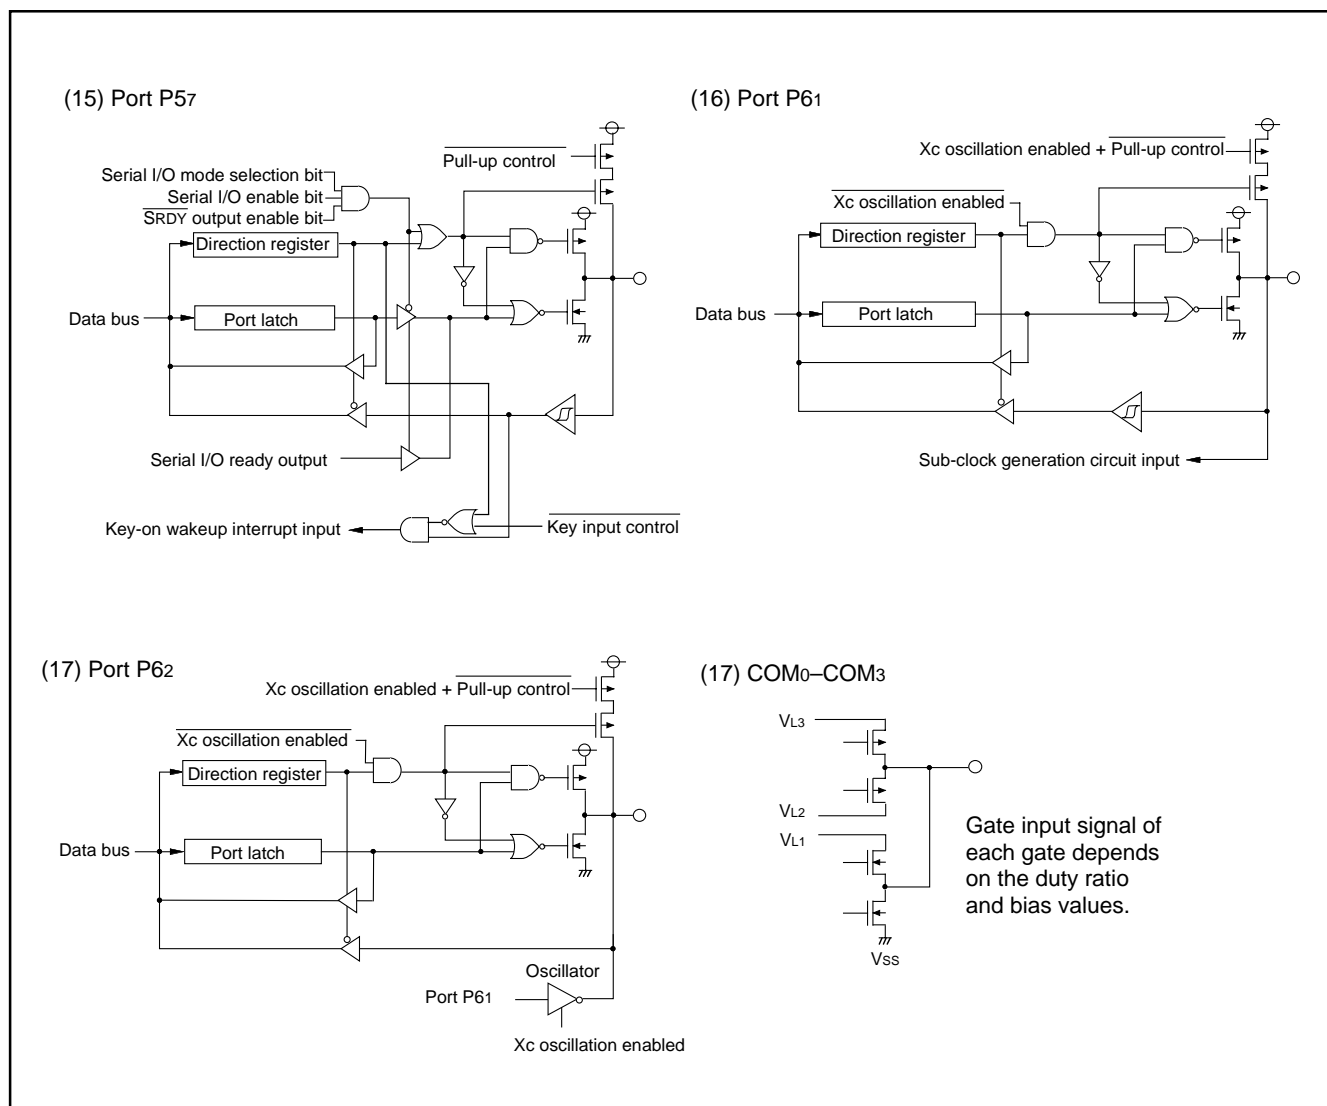 (15) Port P57
Pull-up control
Serial I/O mode selection bit
Serial I/O enable bit
SRDY output enable bit
Direction register
Data bus
Port latch
Serial I/O ready output
Key-on wakeup interrupt input
Key input control
(16) Port P61
Xc oscillation enabled + Pull-up control
Xc oscillation enabled
Direction register
Data bus
Port latch
Sub-clock generation circuit input
(17) Port P62
Xc oscillation enabled + Pull-up control
Xc oscillation enabled
Direction register
Data bus
Port latch
Oscillator
Port P61
Xc oscillation enabled
(17) COM0–COM3
VL3
VL2
VL1
VSS
Gate input signal of
each gate depends
on the duty ratio
and bias values.